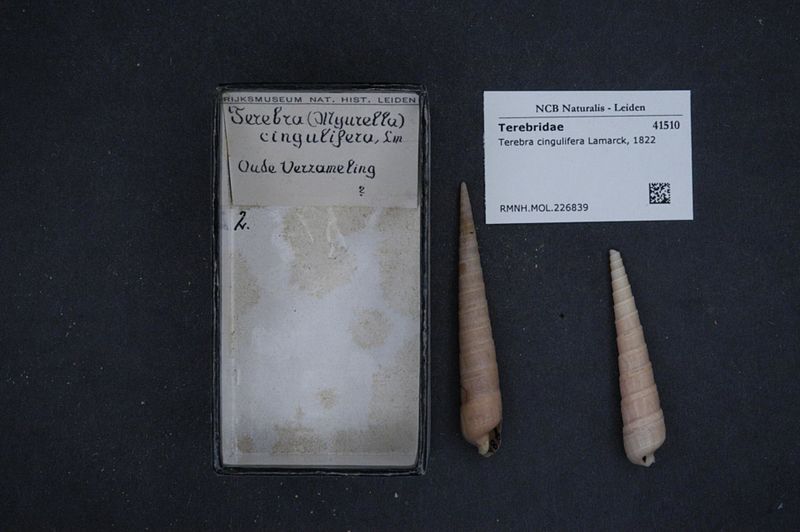 RIJKSMUSEUM NAT. HIST. LEIDEN
Terebra (Myurella)
cingulifera, Lm
Oude Verzameling
?
2.
NCB Naturalis - Leiden
Terebridae 41510
Terebra cingulifera Lamarck, 1822
RMNH.MOL.226839